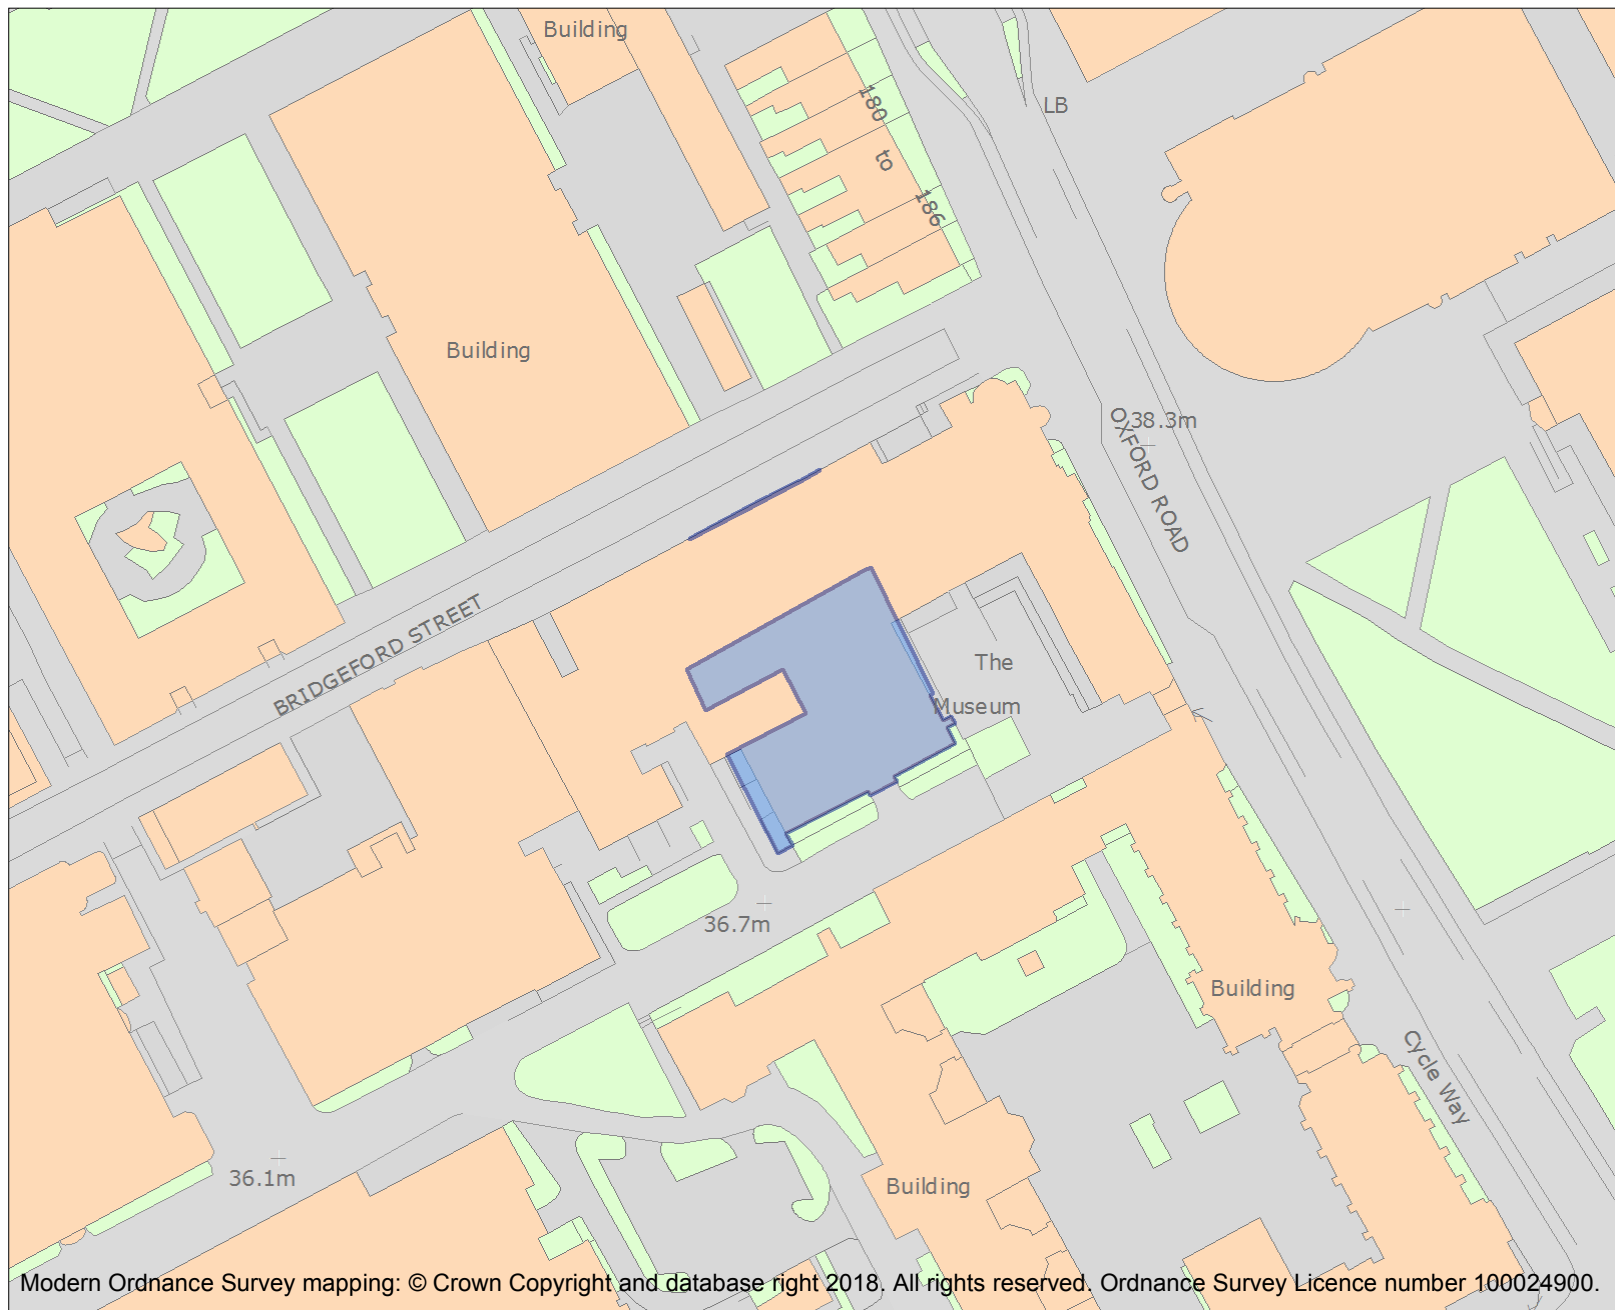 Building
LB
180
to
186
Building
OXFORD ROAD
38.3m
BRIDGEFORD STREET
The
Museum
36.7m
Building
Cycle Way
36.1m
Building
Modern Ordnance Survey mapping: © Crown Copyright and database right 2018. All rights reserved. Ordnance Survey Licence number 100024900.